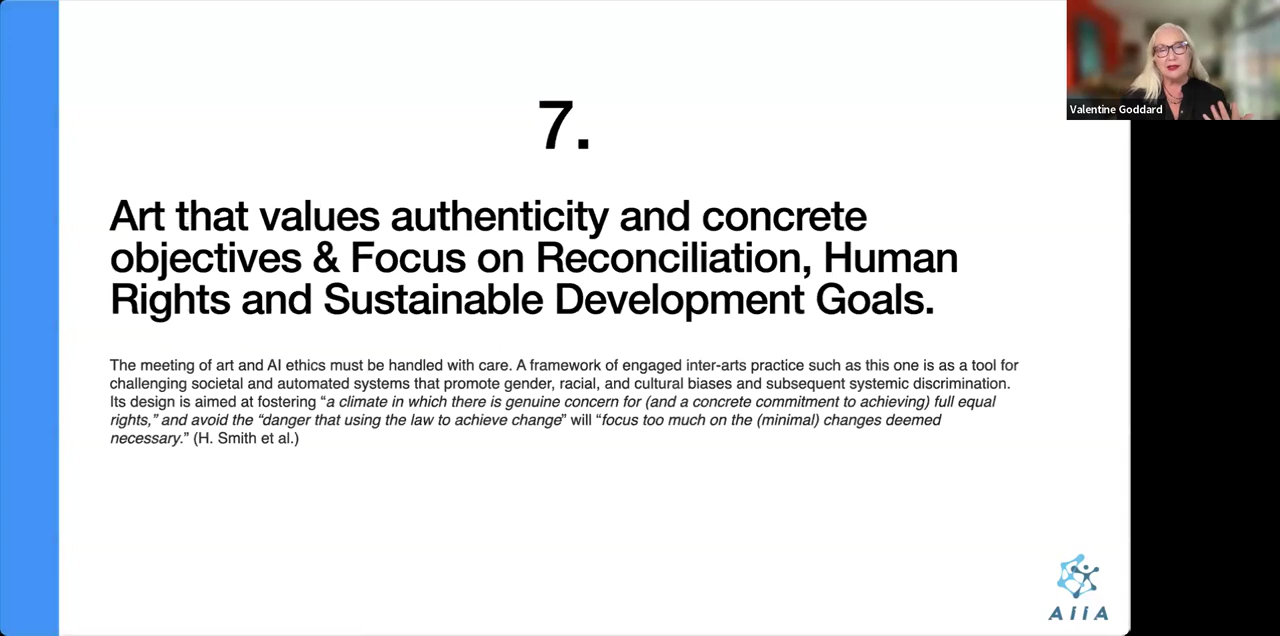 7.
Art that values authenticity and concrete
objectives & Focus on Reconciliation, Human
Rights and Sustainable Development Goals.
The meeting of art and AI ethics must be handled with care. A framework of engaged inter-arts practice such as this one is as a tool for
challenging societal and automated systems that promote gender, racial, and cultural biases and subsequent systemic discrimination.
Its design is aimed at fostering “a climate in which there is genuine concern for (and a concrete commitment to achieving) full equal
rights,” and avoid the “danger that using the law to achieve change” will “focus too much on the (minimal) changes deemed
necessary.” (H. Smith et al.)
Valentine Goddard
AiiA